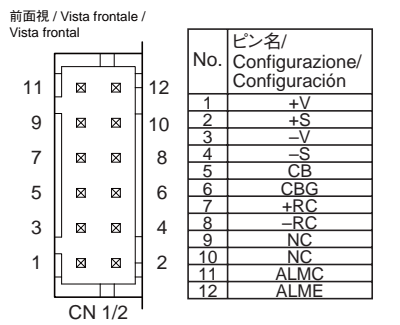 前面視 / Vista frontale /
Vista frontal
11 12
9 10
7 8
5 6
3 4
1 2
CN 1/2
No. ピン名/ Configurazione/ Configuración
1 +V
2 +S
3 –V
4 –S
5 CB
6 CBG
7 +RC
8 –RC
9 NC
10 NC
11 ALMC
12 ALME